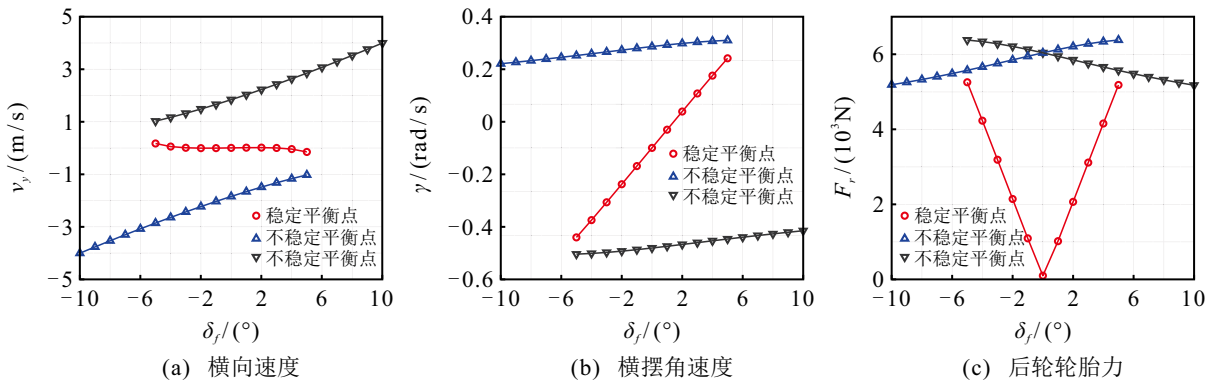 5
3
1
−1
−3
−5
v_y/(m/s)
稳定平衡点
不稳定平衡点
不稳定平衡点
−10 −6 −2 2 6 10
δ_f/(°)
(a) 横向速度
0.4
0.2
0
−0.2
−0.4
−0.6
γ/(rad/s)
稳定平衡点
不稳定平衡点
不稳定平衡点
−10 −6 −2 2 6 10
δ_f/(°)
(b) 横摆角速度
6
4
2
0
F_r/(10³N)
稳定平衡点
不稳定平衡点
不稳定平衡点
−10 −6 −2 2 6 10
δ_f/(°)
(c) 后轮轮胎力